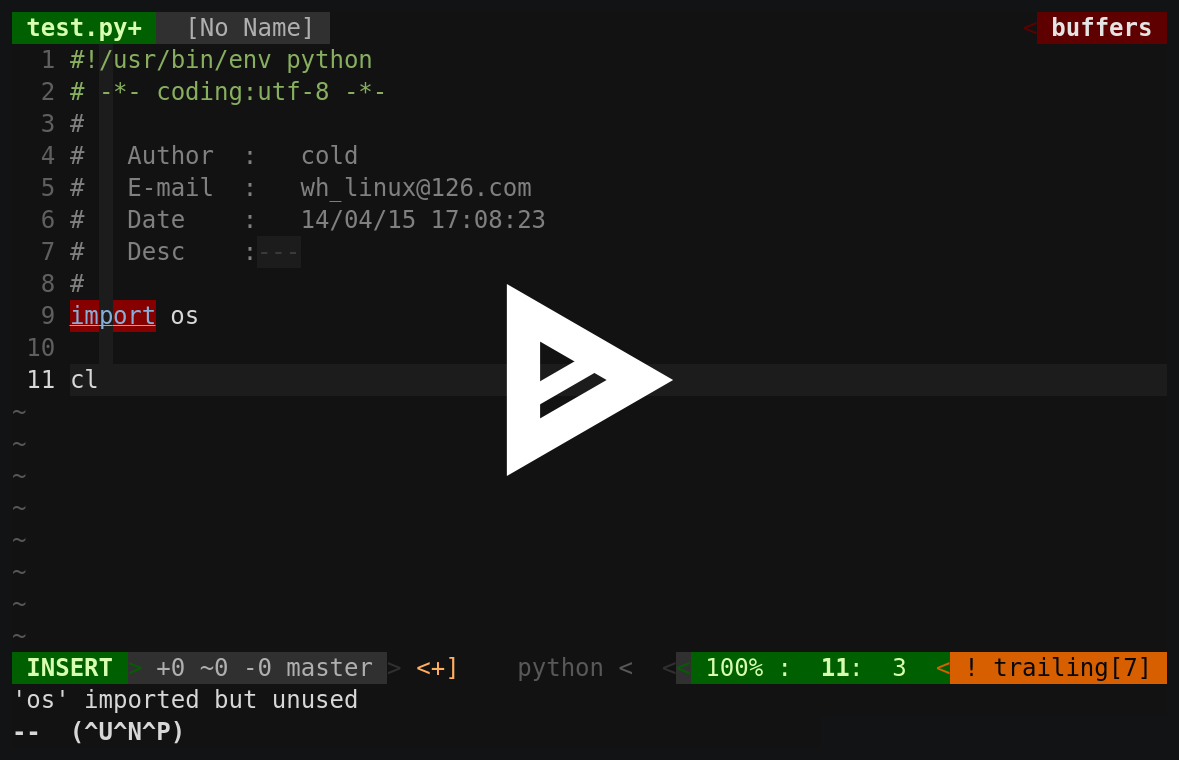 test.py+ [No Name] < buffers
1 #!/usr/bin/env python
2 # -*- coding:utf-8 -*-
3 #
4 #   Author  :   cold
5 #   E-mail  :   wh_linux@126.com
6 #   Date    :   14/04/15 17:08:23
7 #   Desc    :---
8 #
9 import os
10
11 cl
~
~
~
~
~
~
~
~
INSERT > +0 ~0 -0 master > <+] python < << 100% : 11: 3 < ! trailing[7]
'os' imported but unused
--  (^U^N^P)